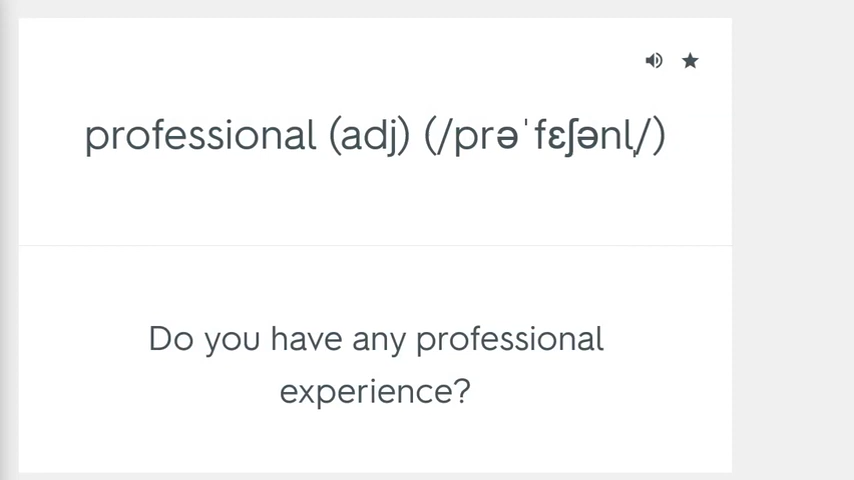 professional (adj) (/prəˈfɛʃənl̩/)
Do you have any professional
experience?